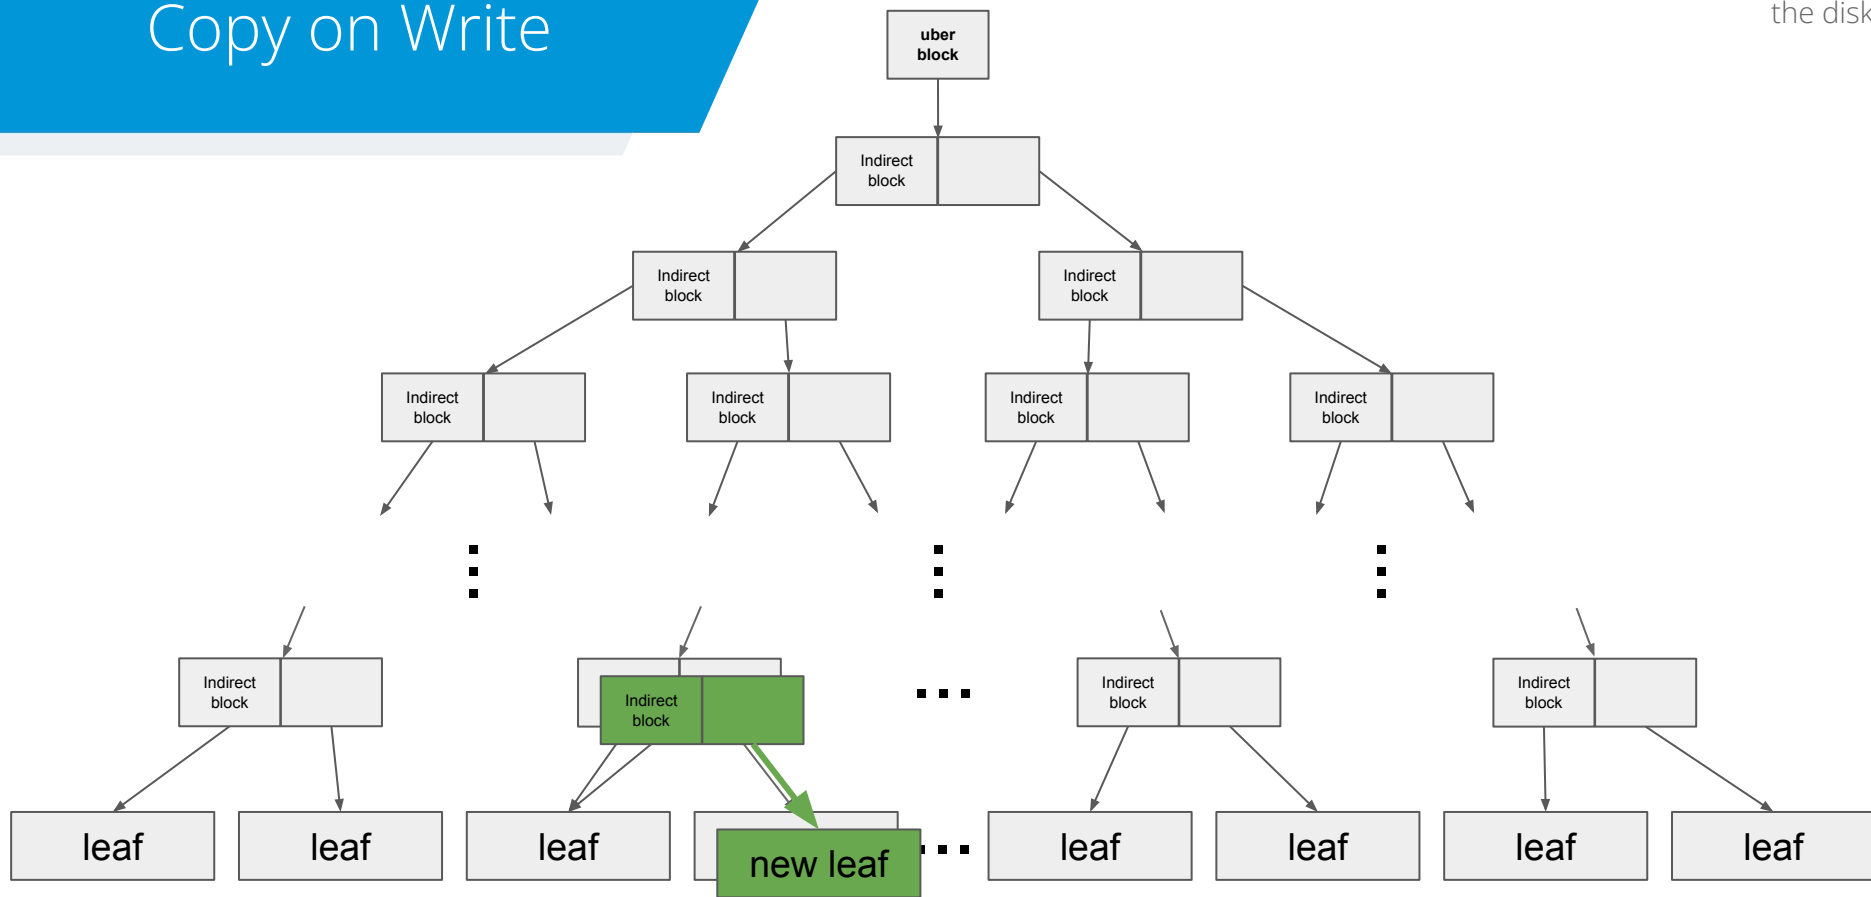 Copy on Write
the disk
uber
block
Indirect
block
Indirect
block
Indirect
block
Indirect
block
Indirect
block
Indirect
block
Indirect
block
Indirect
block
Indirect
block
Indirect
block
Indirect
block
leaf
leaf
leaf
new leaf
leaf
leaf
leaf
leaf